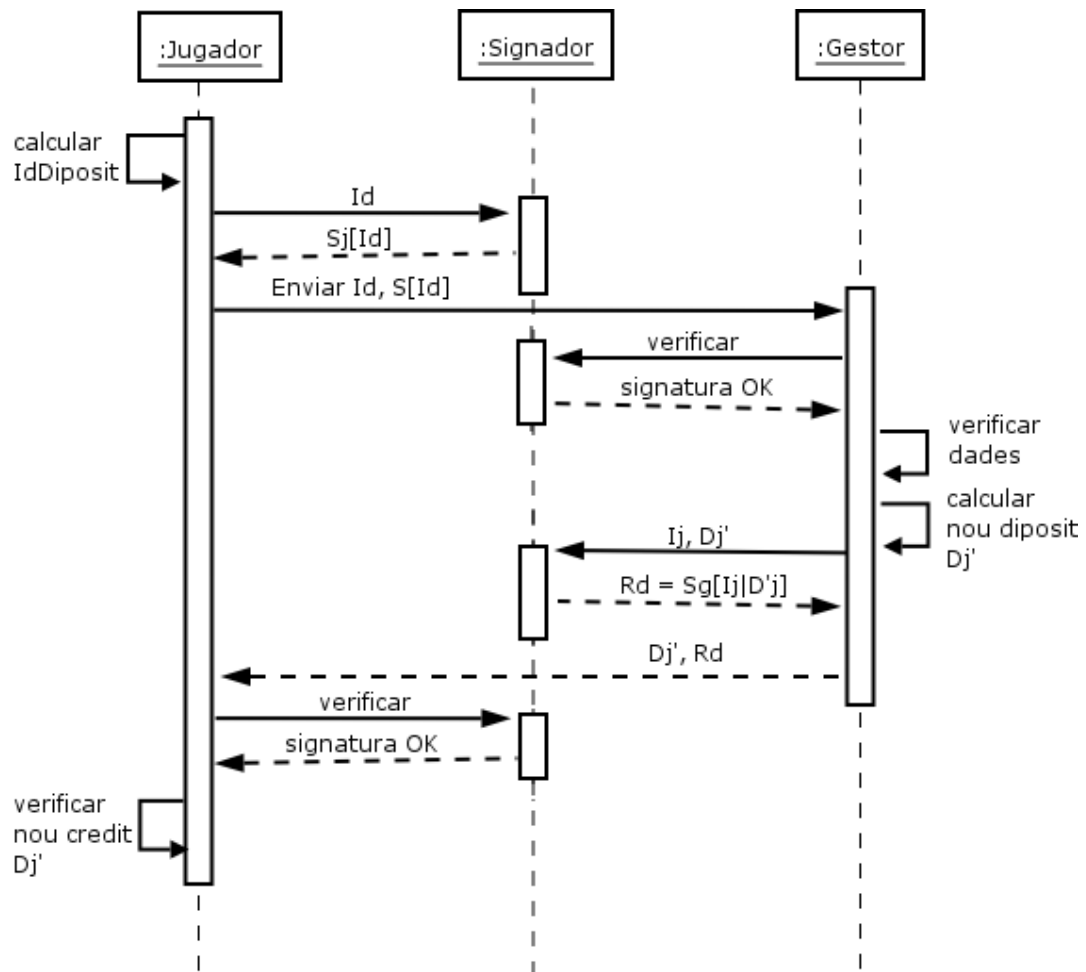 :Jugador
:Signador
:Gestor
calcular
IdDiposit
Id
Sj[Id]
Enviar Id, S[Id]
verificar
signatura OK
verificar
dades
calcular
nou diposit
Dj'
Ij, Dj'
Rd = Sg[Ij|D'j]
Dj', Rd
verificar
signatura OK
verificar
nou credit
Dj'